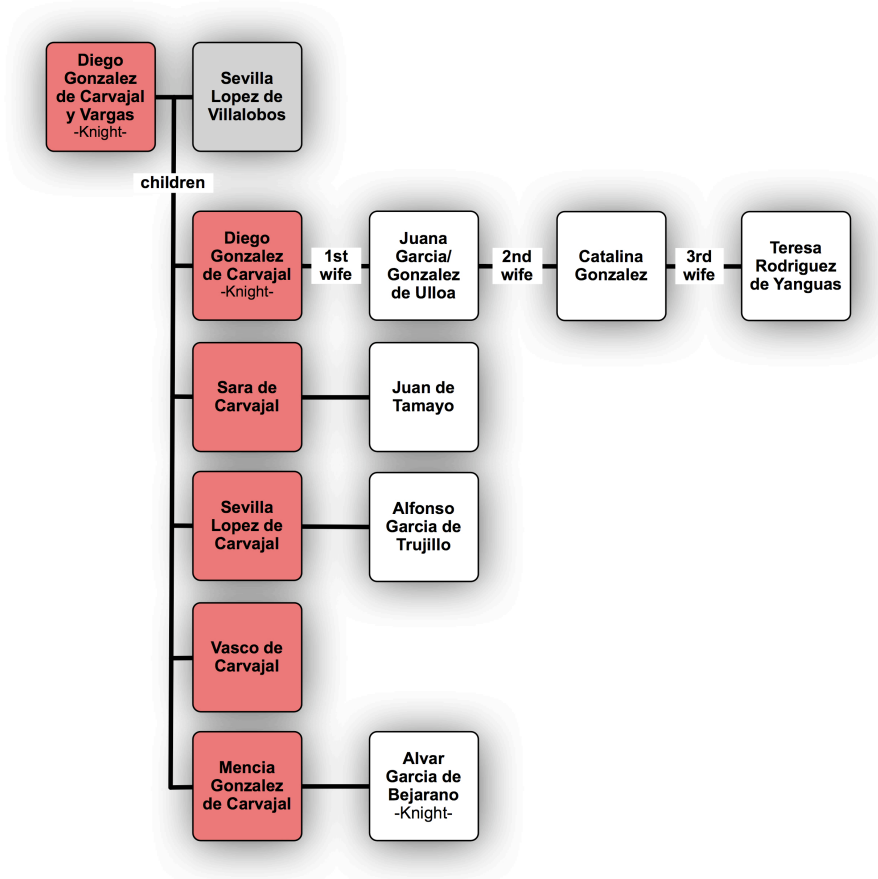 Diego
Gonzalez
de Carvajal
y Vargas
-Knight-
Sevilla
Lopez de
Villalobos
children
Diego
Gonzalez
de Carvajal
-Knight-
1st
wife
Juana
Garcia/
Gonzalez
de Ulloa
2nd
wife
Catalina
Gonzalez
3rd
wife
Teresa
Rodriguez
de Yanguas
Sara de
Carvajal
Juan de
Tamayo
Sevilla
Lopez de
Carvajal
Alfonso
Garcia de
Trujillo
Vasco de
Carvajal
Mencia
Gonzalez
de Carvajal
Alvar
Garcia de
Bejarano
-Knight-